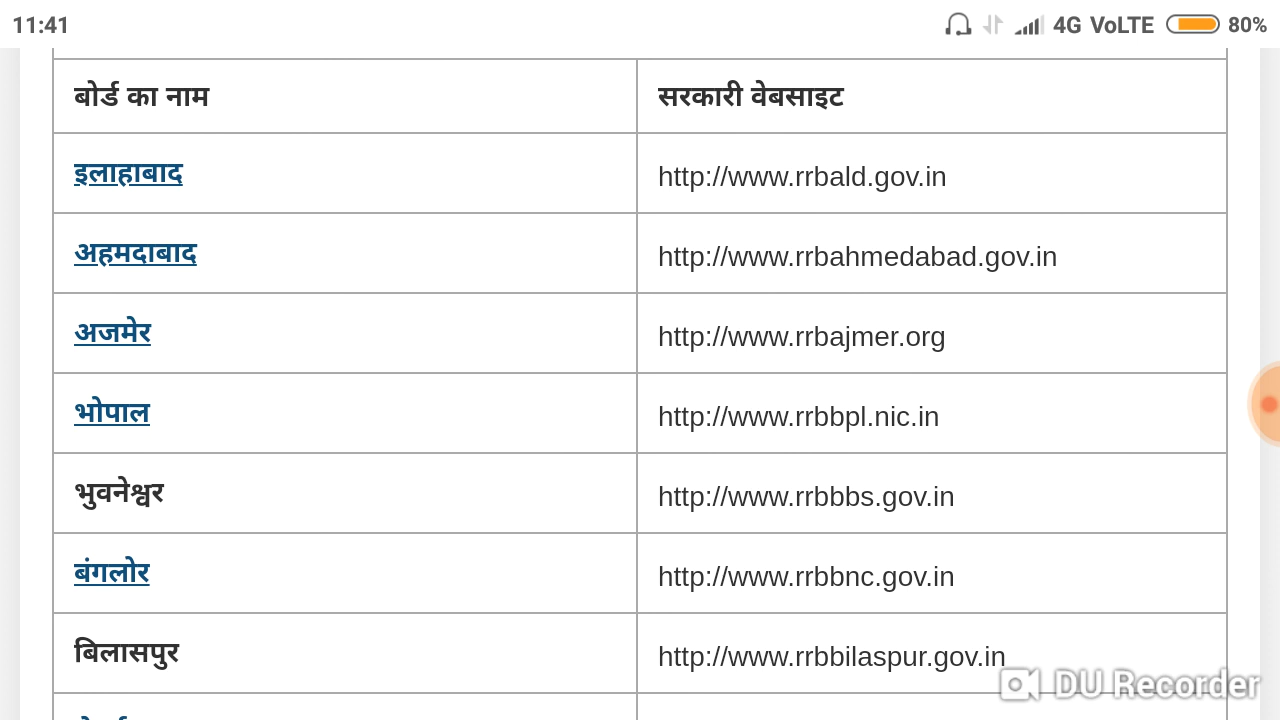 11:41 4G VoLTE 80%
बोर्ड का नाम सरकारी वेबसाइट
इलाहाबाद http://www.rrbald.gov.in
अहमदाबाद http://www.rrbahmedabad.gov.in
अजमेर http://www.rrbajmer.org
भोपाल http://www.rrbbpl.nic.in
भुवनेश्वर http://www.rrbbbs.gov.in
बंगलोर http://www.rrbbnc.gov.in
बिलासपुर http://www.rrbbilaspur.gov.in
DU Recorder